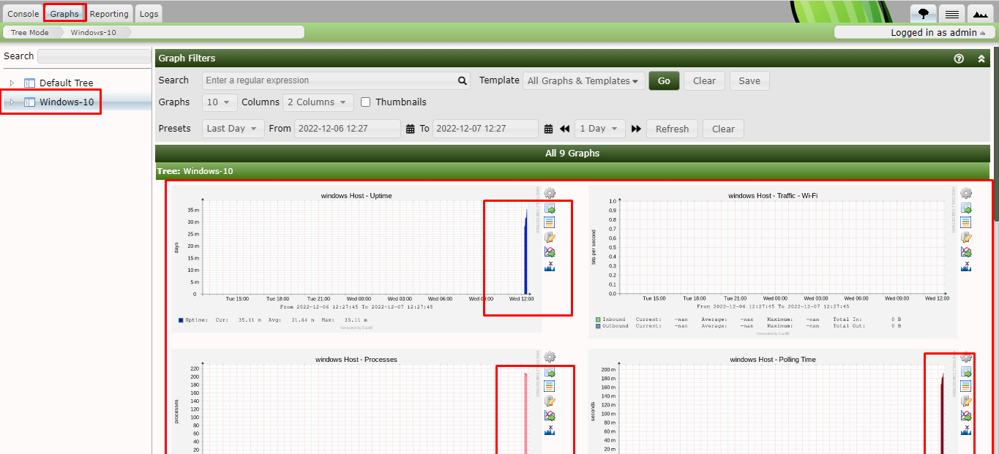 Console Graphs Reporting Logs
Tree Mode Windows-10 Logged in as admin
Search
Default Tree
Windows-10
Graph Filters
Search Enter a regular expression Template All Graphs & Templates Go Clear Save
Graphs 10 Columns 2 Columns Thumbnails
Presets Last Day From 2022-12-06 12:27 To 2022-12-07 12:27 1 Day Refresh Clear
All 9 Graphs
Tree: Windows-10
windows Host - Uptime
days
35 m
30 m
25 m
20 m
15 m
10 m
5 m
0
Tue 15:00 Tue 18:00 Tue 21:00 Wed 00:00 Wed 03:00 Wed 06:00 Wed 09:00 Wed 12:00
From 2022-12-06 12:27:45 To 2022-12-07 12:27:45
Uptime: Cur: 35.11 m Avg: 31.64 m Max: 35.11 m
Generated by Cacti®
windows Host - Traffic - Wi-Fi
bits per second
1.0
0.9
0.8
0.7
0.6
0.5
0.4
0.3
0.2
0.1
0.0
Tue 15:00 Tue 18:00 Tue 21:00 Wed 00:00 Wed 03:00 Wed 06:00 Wed 09:00 Wed 12:00
From 2022-12-06 12:27:45 To 2022-12-07 12:27:45
Inbound Current: -nan Average: -nan Maximum: -nan Total In: 0 B
Outbound Current: -nan Average: -nan Maximum: -nan Total Out: 0 B
Generated by Cacti®
windows Host - Processes
processes
220
200
180
160
140
120
100
80
60
40
20
windows Host - Polling Time
seconds
200 m
180 m
160 m
140 m
120 m
100 m
80 m
60 m
40 m
20 m